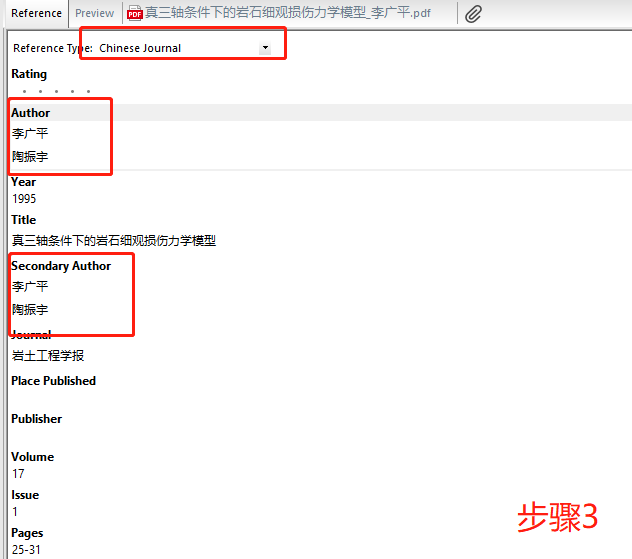 Reference Preview 真三轴条件下的岩石细观损伤力学模型_李广平.pdf
Reference Type: Chinese Journal
Rating
Author
李广平
陶振宇
Year
1995
Title
真三轴条件下的岩石细观损伤力学模型
Secondary Author
李广平
陶振宇
Journal
岩土工程学报
Place Published
Publisher
Volume
17
Issue
1
步骤3
Pages
25-31